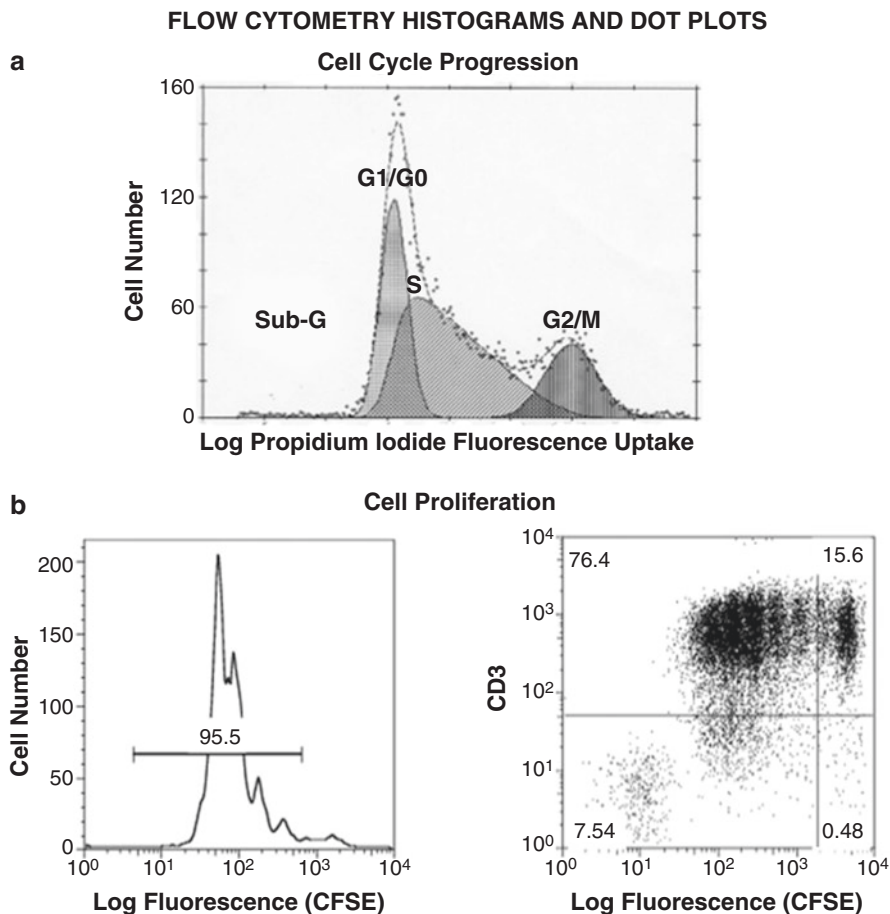 FLOW CYTOMETRY HISTOGRAMS AND DOT PLOTS
a
Cell Cycle Progression
Cell Number
160
120
60
0
G1/G0
S
Sub-G
G2/M
Log Propidium Iodide Fluorescence Uptake
b
Cell Proliferation
Cell Number
200
150
100
50
0
95.5
10⁰ 10¹ 10² 10³ 10⁴
Log Fluorescence (CFSE)
CD3
10⁴
10³
10²
10¹
10⁰
76.4 15.6
7.54 0.48
10⁰ 10¹ 10² 10³ 10⁴
Log Fluorescence (CFSE)